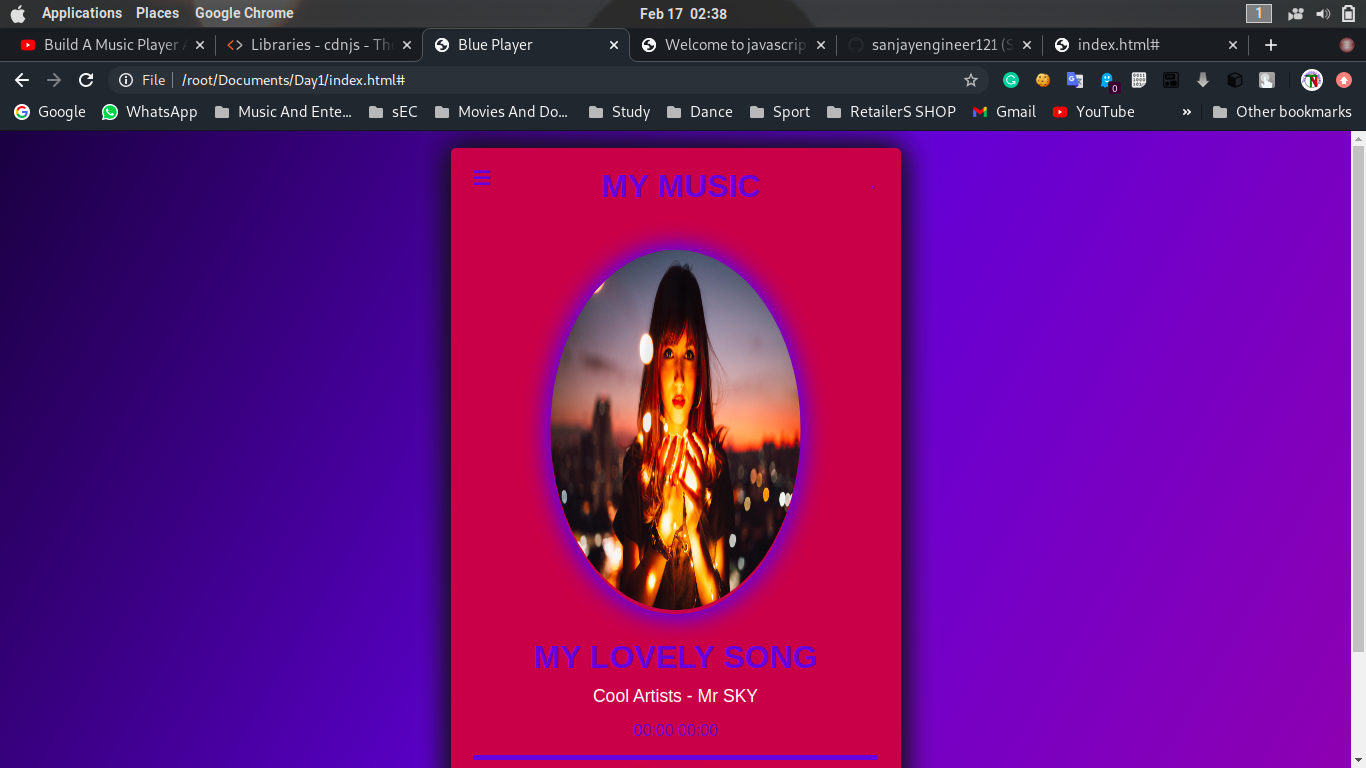 Applications Places Google Chrome Feb 17 02:38 1
Build A Music Player Libraries - cdnjs - The Blue Player Welcome to javascrip sanjayengineer121 (S index.html#
File /root/Documents/Day1/index.html# 0
Google WhatsApp Music And Ente... sEC Movies And Do... Study Dance Sport RetailerS SHOP Gmail YouTube » Other bookmarks
MY MUSIC
MY LOVELY SONG
Cool Artists - Mr SKY
00:00 00:00